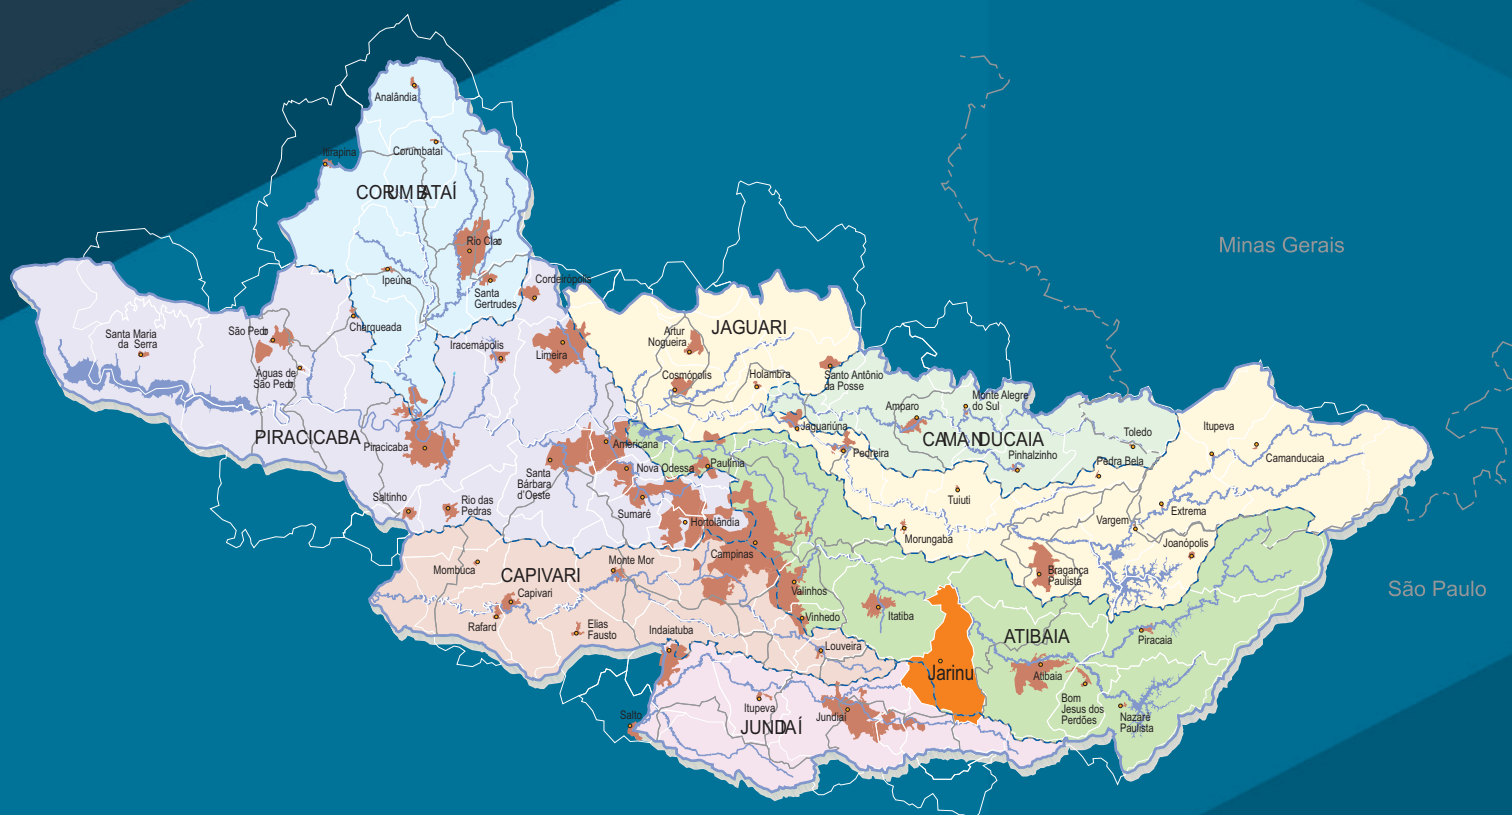 Analândia
Corumbataí
Itirapina
CORUMBATAÍ
Rio Claro
Ipeúna
Santa
Gertrudes
Cordeirópolis
Charqueada
São Pedro
Santa Maria
da Serra
Águas de
São Pedro
Iracemápolis
Limeira
PIRACICABA
Piracicaba
Saltinho
Rio das
Pedras
Santa
Bárbara
d'Oeste
Americana
Nova Odessa
Sumaré
Hortolândia
Paulínia
Campinas
JAGUARI
Artur
Nogueira
Cosmópolis
Holambra
Santo Antônio
da Posse
Jaguariúna
Pedreira
Amparo
Monte Alegre
do Sul
CAMANDUCAIA
Pinhalzinho
Toledo
Pedra Bela
Itupeva
Camanducaia
Tuiuti
Morungaba
Vargem
Extrema
Joanópolis
Bragança
Paulista
Minas Gerais
São Paulo
Mombuca
CAPIVARI
Capivari
Rafard
Elias
Fausto
Monte Mor
Indaiatuba
Valinhos
Vinhedo
Louveira
Itatiba
ATIBAIA
Atibaia
Piracaia
Bom
Jesus dos
Perdões
Nazaré
Paulista
Jarinu
Salto
Itupeva
Jundiaí
JUNDIAÍ